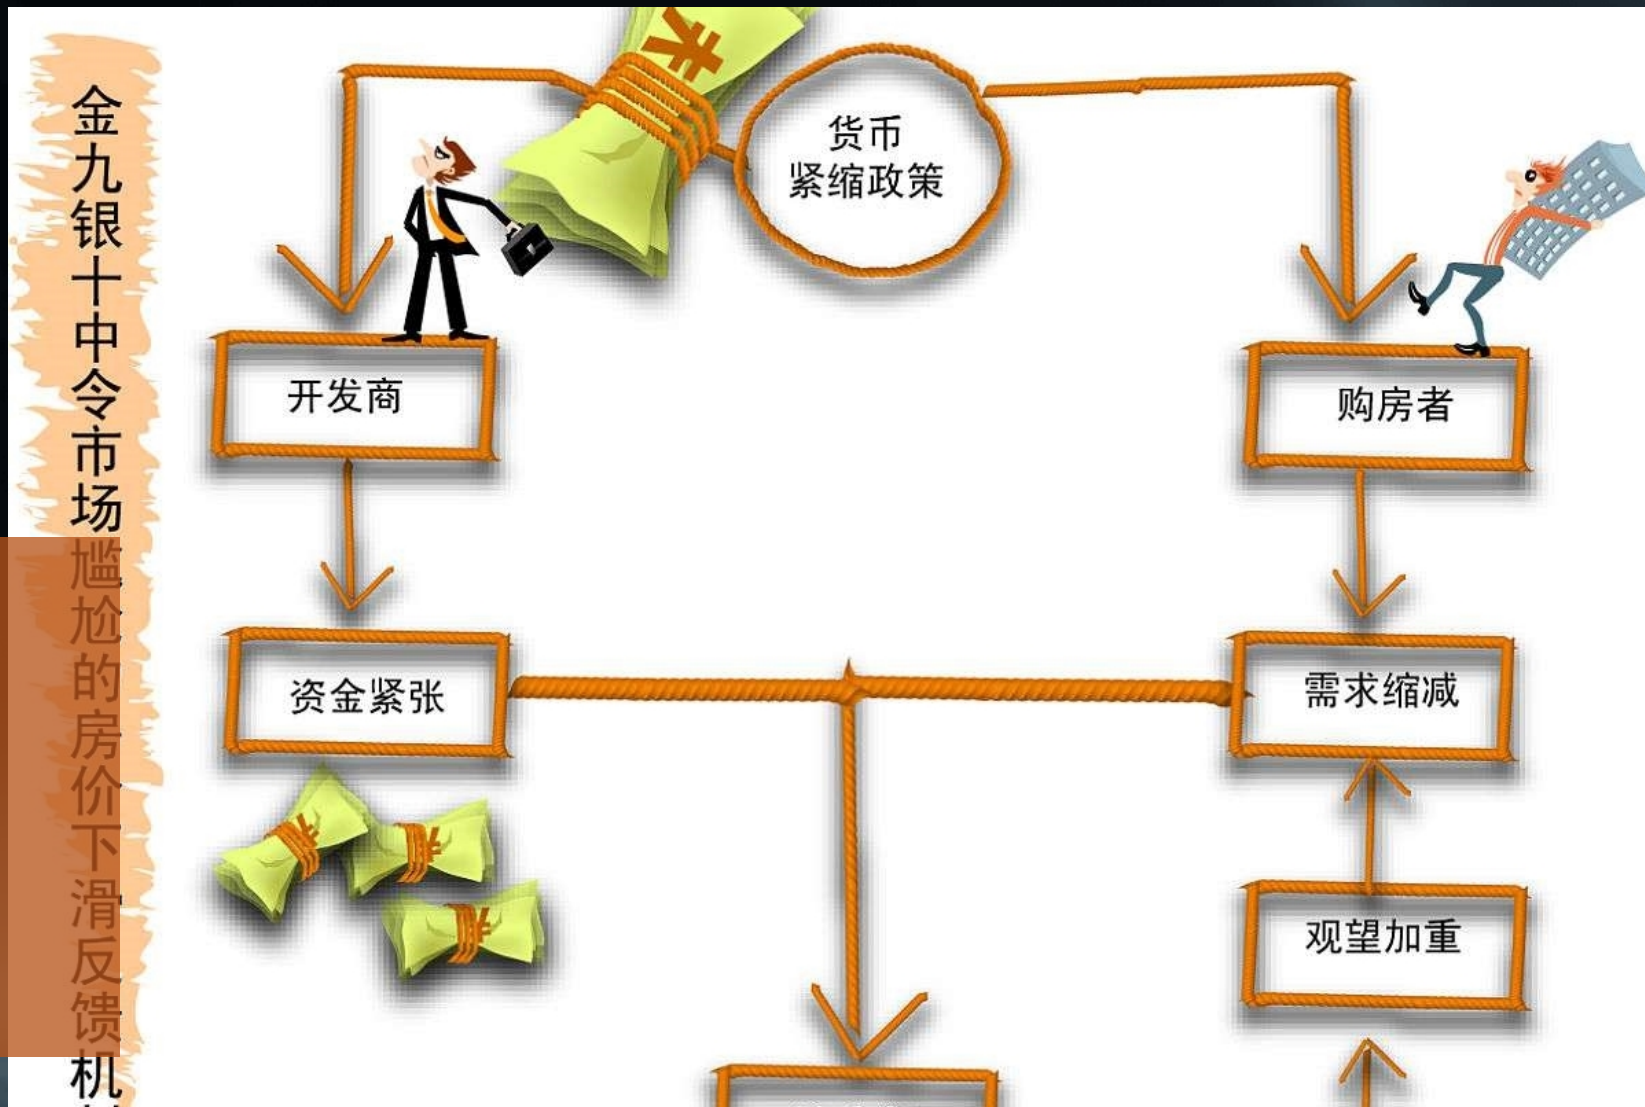 金九银十中令市场尴尬的房价下滑反馈机
货币
紧缩政策
开发商
购房者
资金紧张
需求缩减
观望加重